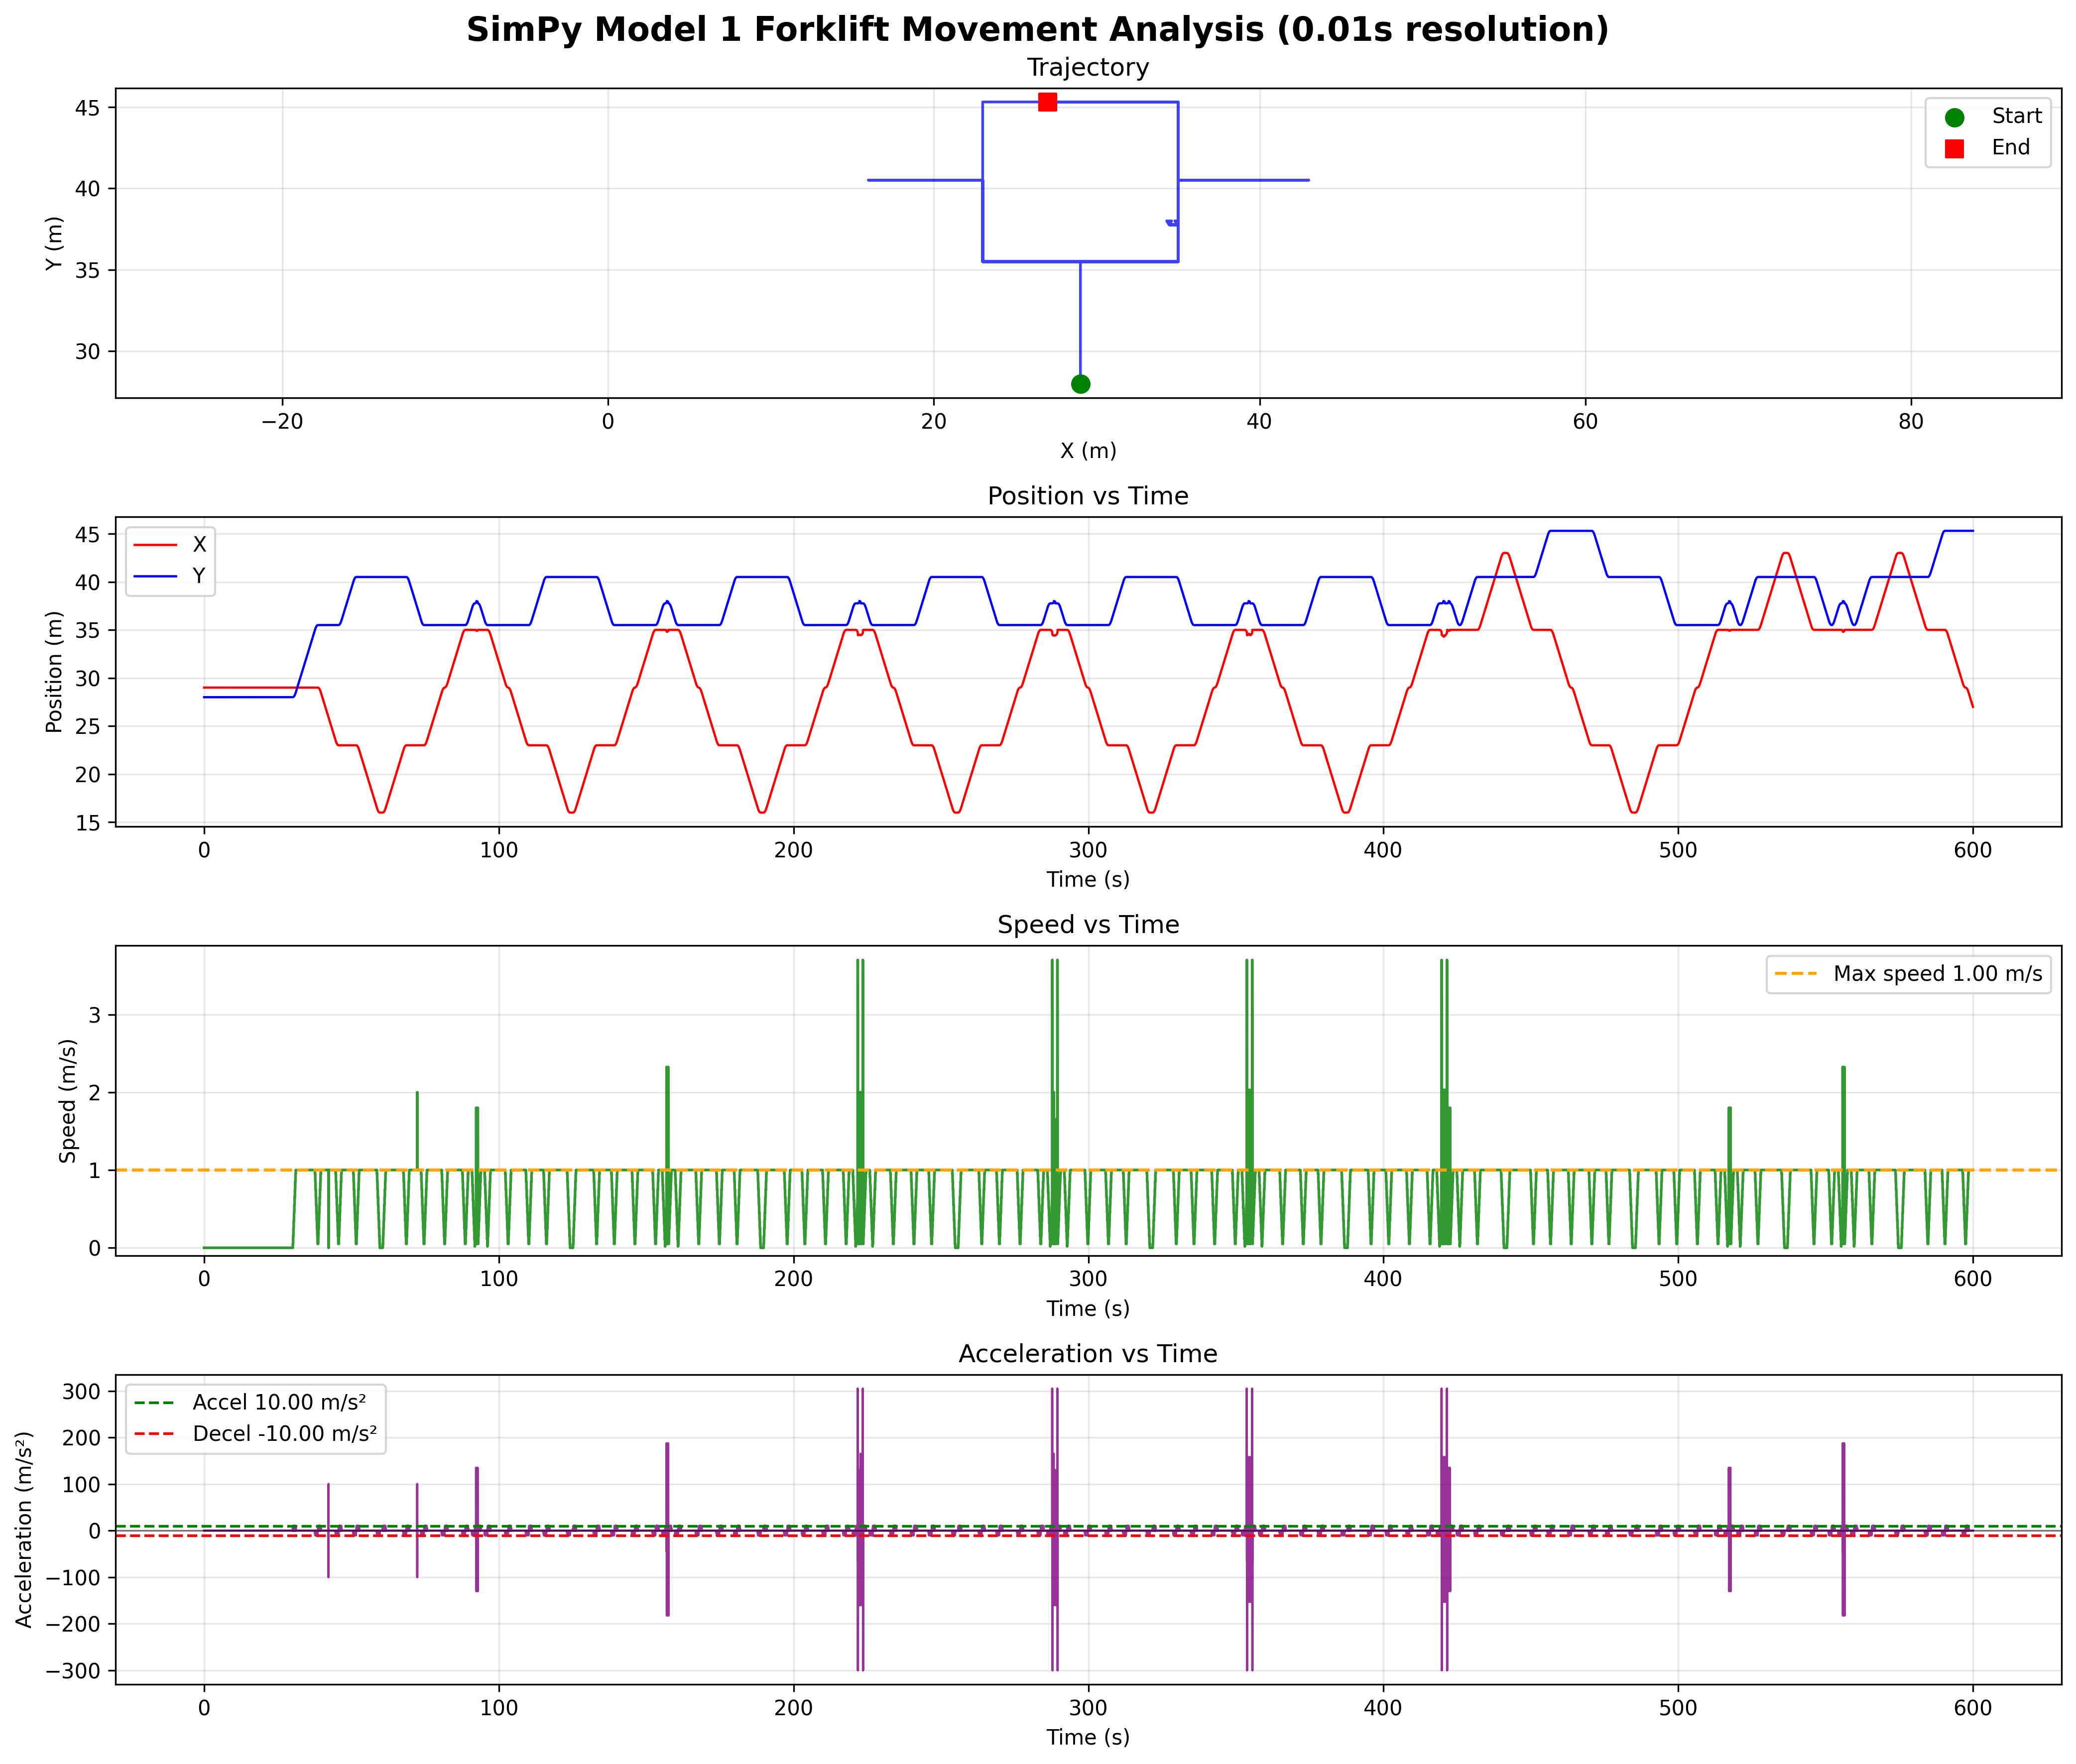 SimPy Model 1 Forklift Movement Analysis (0.01s resolution)
Trajectory
Y (m)
45
40
35
30
Start
End
−20 0 20 40 60 80
X (m)
Position vs Time
Position (m)
45
40
35
30
25
20
15
X
Y
0 100 200 300 400 500 600
Time (s)
Speed vs Time
Speed (m/s)
3
2
1
0
Max speed 1.00 m/s
0 100 200 300 400 500 600
Time (s)
Acceleration vs Time
Acceleration (m/s²)
300
200
100
0
−100
−200
−300
Accel 10.00 m/s²
Decel -10.00 m/s²
0 100 200 300 400 500 600
Time (s)